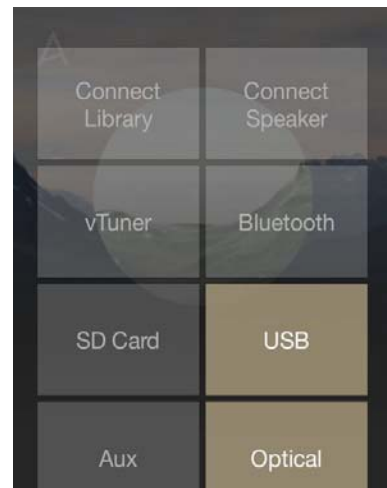 A
Connect
Library
Connect
Speaker
vTuner
Bluetooth
SD Card
USB
Aux
Optical